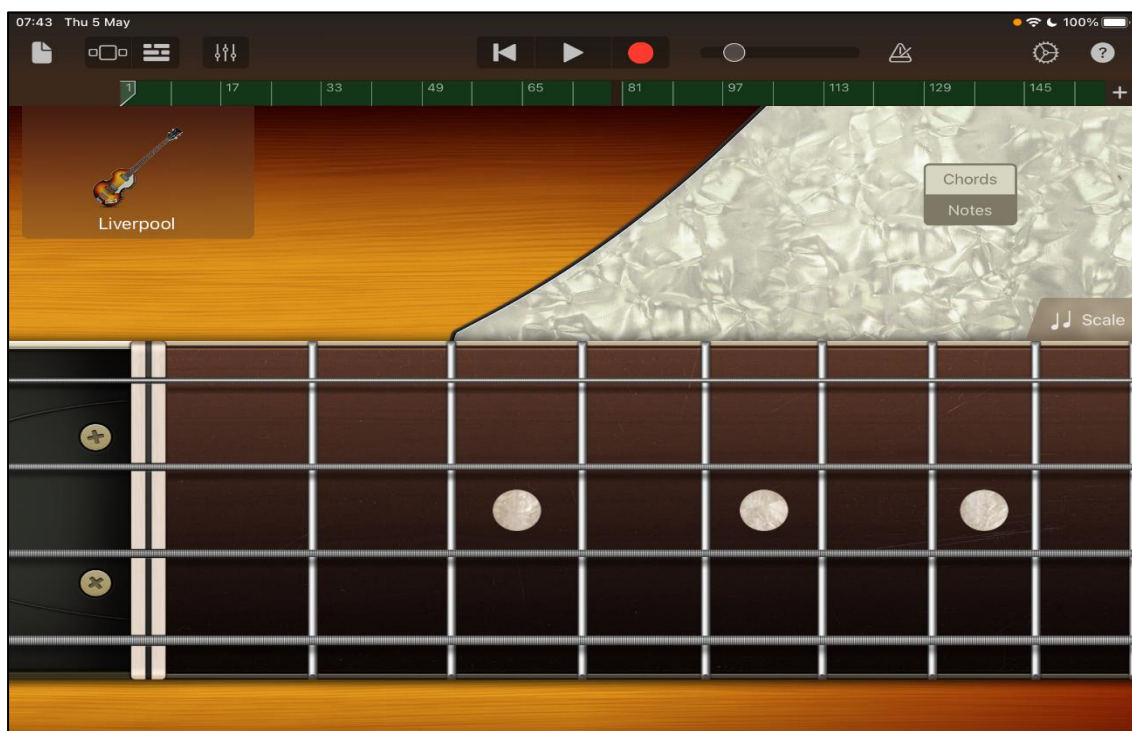 07:43 Thu 5 May
100%
?
1 17 33 49 65 81 97 113 129 145 +
Chords
Notes
Liverpool
Scale